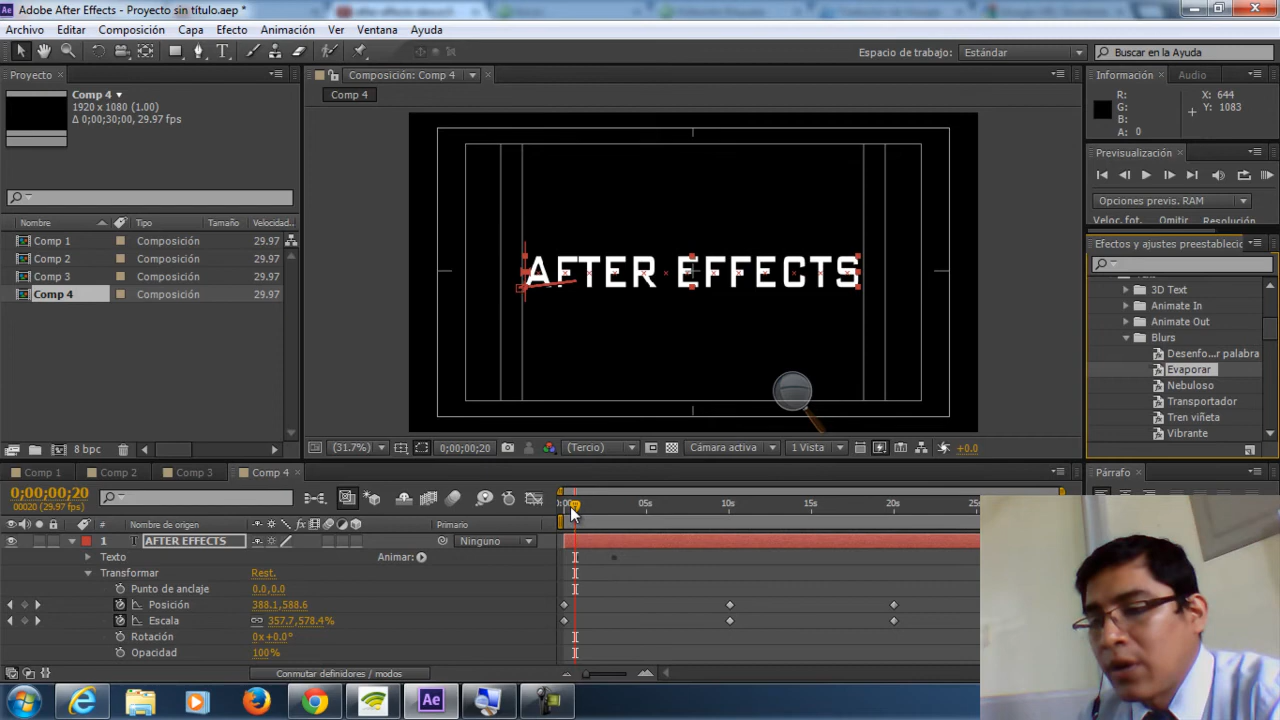 Adobe After Effects - Proyecto sin título.aep *
Archivo Editar Composición Capa Efecto Animación Ver Ventana Ayuda
Espacio de trabajo: Estándar Buscar en la Ayuda
Proyecto
Comp 4
1920 x 1080 (1.00)
Δ 0;00;30;00, 29.97 fps
Nombre Tipo Tamaño Velocidad...
Comp 1 Composición 29.97
Comp 2 Composición 29.97
Comp 3 Composición 29.97
Comp 4 Composición 29.97
8 bpc
Composición: Comp 4
Comp 4
AFTER EFFECTS
(31.7%) 0;00;00;20 (Tercio) Cámara activa 1 Vista +0.0
Información Audio
R: X: 644
G: Y: 1083
B:
A: 0
Previsualización
Opciones previs. RAM
Veloc. fot. Omitir Resolución
Efectos y ajustes preestableci
3D Text
Animate In
Animate Out
Blurs
Desenfo...r palabra
Evaporar
Nebuloso
Transportador
Tren viñeta
Vibrante
Párrafo
Comp 1 Comp 2 Comp 3 Comp 4
0;00;00;20
00020 (29.97 fps)
05s 10s 15s 20s
# Nombre de origen Primario
1 T AFTER EFFECTS Ninguno
Texto Animar:
Transformar Rest.
Punto de anclaje 0.0,0.0
Posición 388.1,588.6
Escala 357.7,578.4%
Rotación 0x+0.0°
Opacidad 100%
Conmutar definidores / modos
Ae